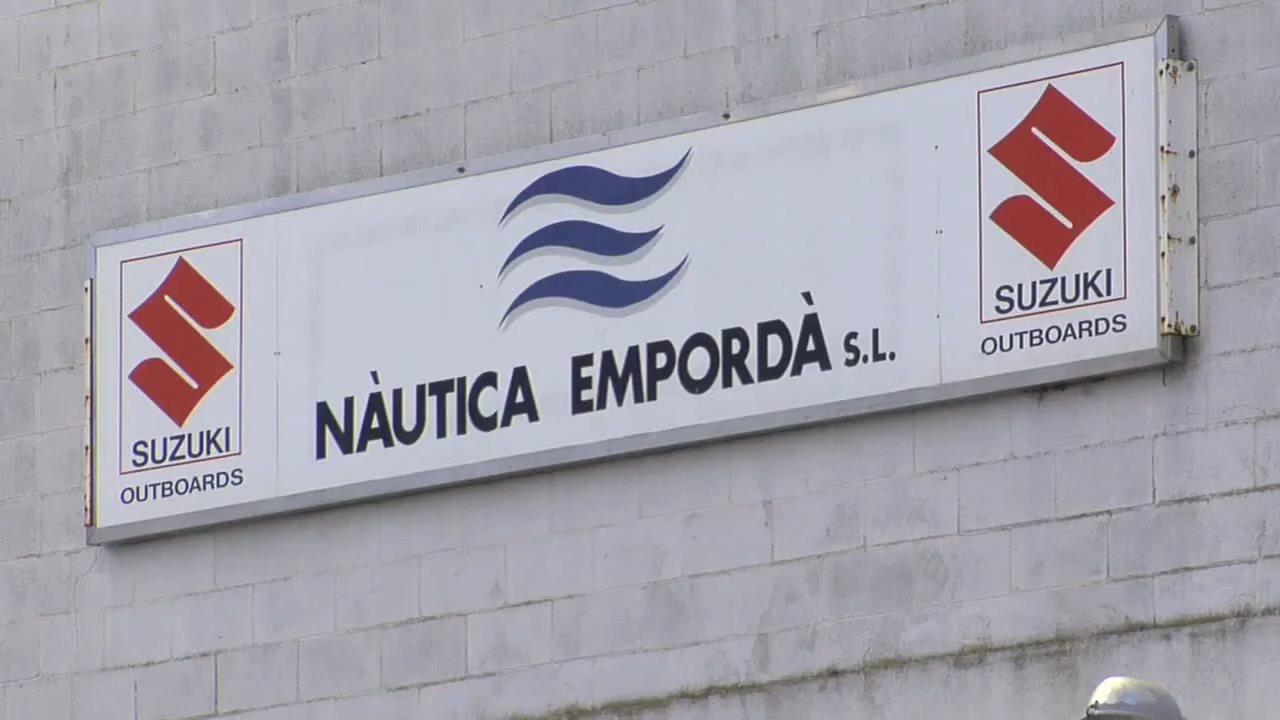 SUZUKI
OUTBOARDS
NÀUTICA EMPORDÀ S.L.
SUZUKI
OUTBOARDS